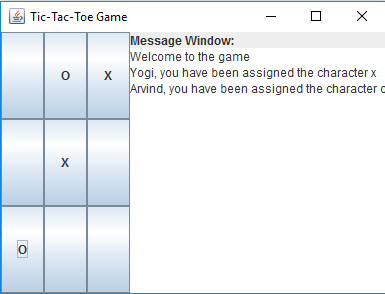 Tic-Tac-Toe Game
Message Window:
Welcome to the game
Yogi, you have been assigned the character x
Arvind, you have been assigned the character o
O X
X
O